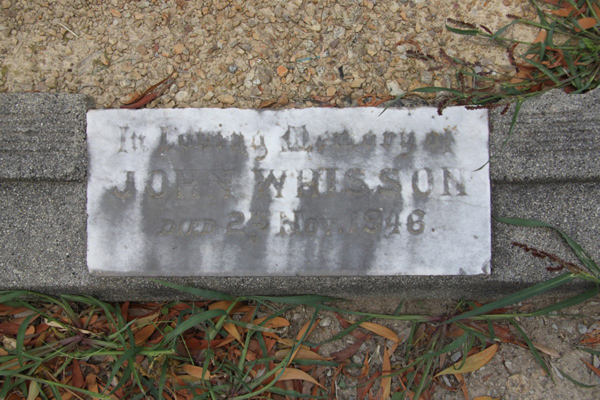 In Loving Memory of
JOHN WHISSON
DIED 25 NOV. 1946.